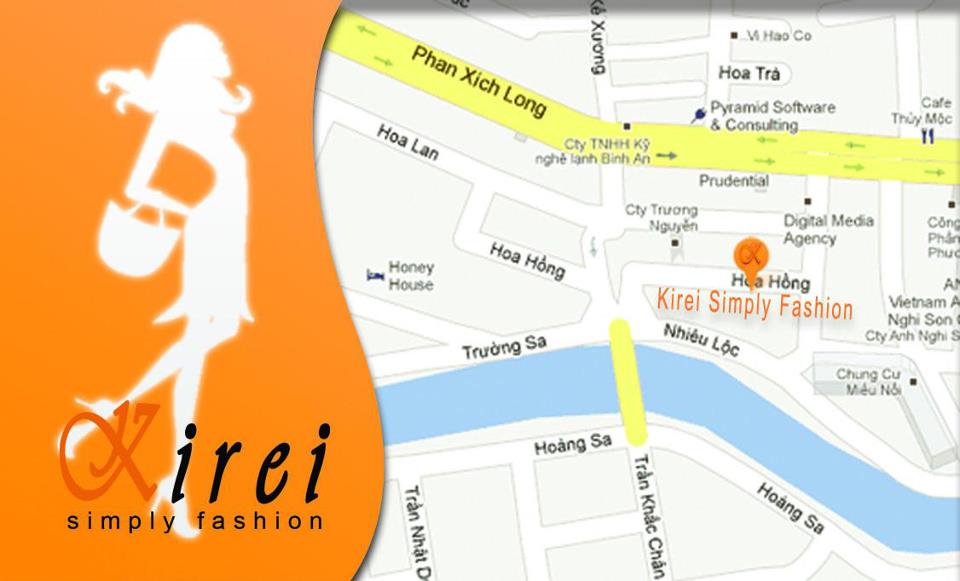 Kirei
simply fashion
Kế Xương
Vi Hao Co
Phan Xích Long
Hoa Trà
Pyramid Software
& Consulting
Cafe
Thủy Mộc
Hoa Lan
Cty TNHH Kỹ
nghệ lạnh Bình An
Prudential
Cty Trương
Nguyễn
Digital Media
Agency
Hoa Hồng
Honey
House
Hoa Hồng
Kirei Simply Fashion
Vietnam A
Nghi Son
Cty Anh Nghi S
Trường Sa
Nhiêu Lộc
Chung Cư
Miếu Nổi
Hoàng Sa
Trần Khắc Chân
Hoàng Sa
Trần Nhật D